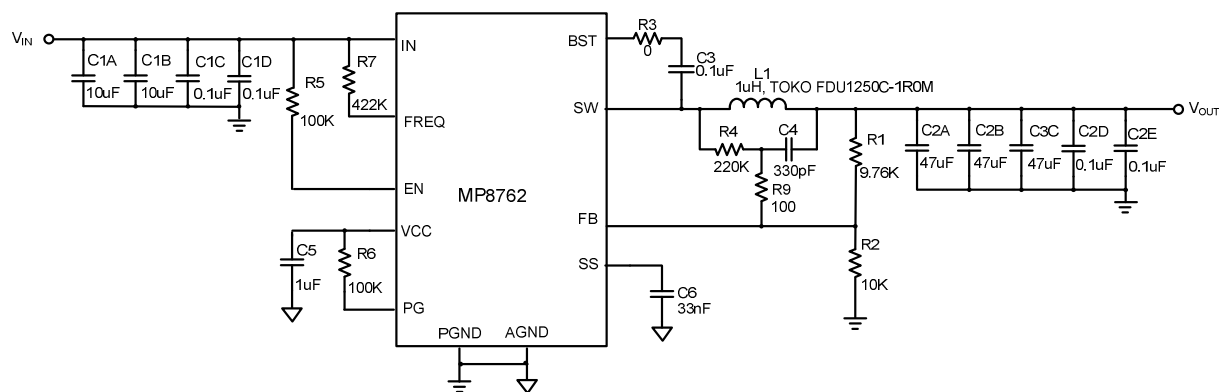 VIN
C1A
10uF
C1B
10uF
C1C
0.1uF
C1D
0.1uF
R5
100K
R7
422K
IN
FREQ
EN
VCC
PG
PGND
AGND
MP8762
BST
SW
FB
SS
C5
1uF
R6
100K
R3
0
C3
0.1uF
L1
1uH, TOKO FDU1250C-1R0M
R4
220K
C4
330pF
R9
100
R1
9.76K
R2
10K
C6
33nF
C2A
47uF
C2B
47uF
C3C
47uF
C2D
0.1uF
C2E
0.1uF
VOUT